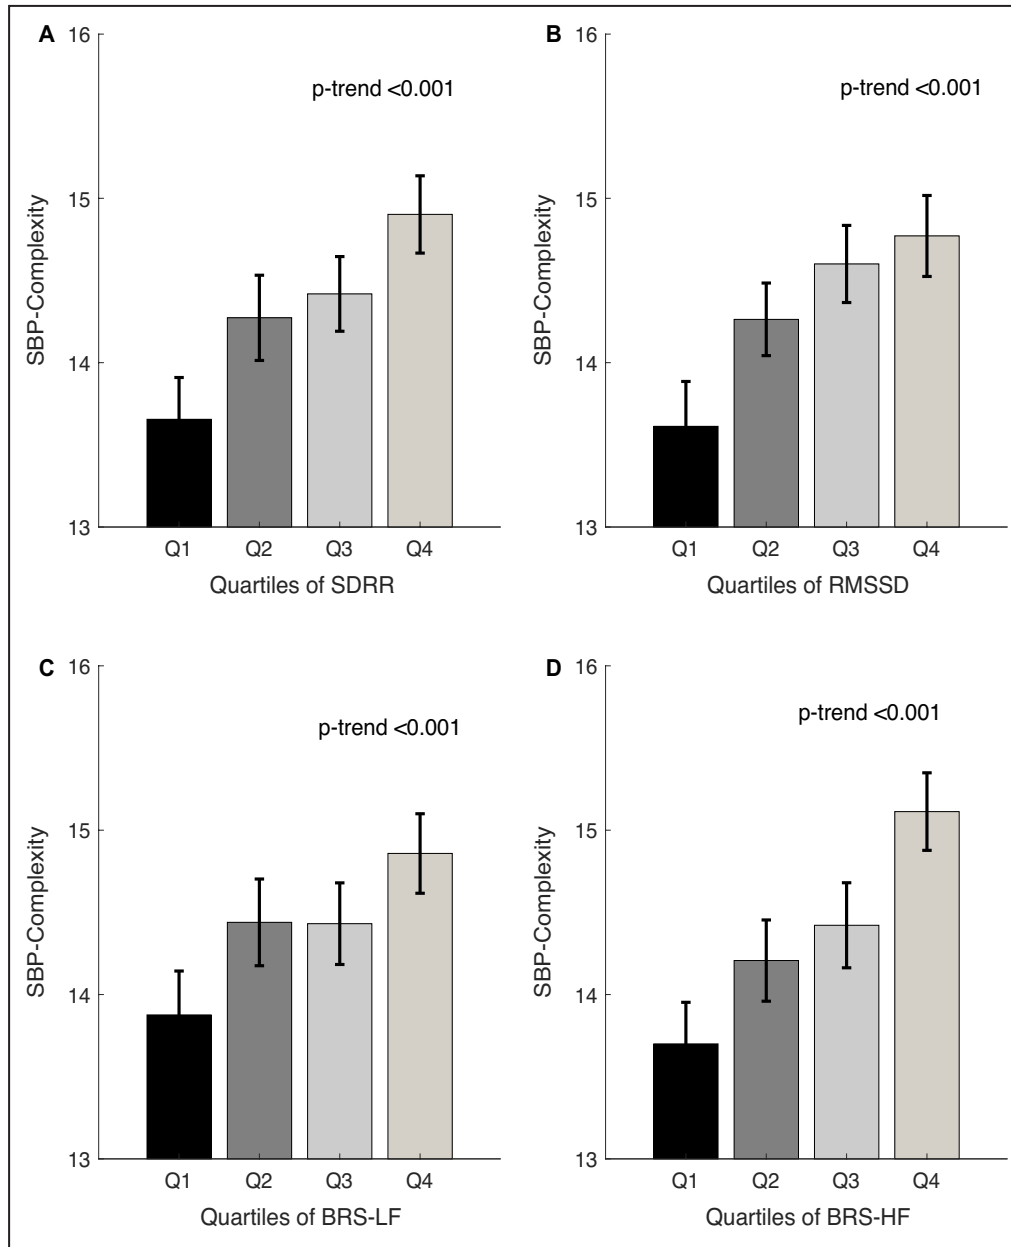 A
16
p-trend <0.001
15
14
13
SBP-Complexity
Q1 Q2 Q3 Q4
Quartiles of SDRR
B
16
p-trend <0.001
15
14
13
SBP-Complexity
Q1 Q2 Q3 Q4
Quartiles of RMSSD
C
16
p-trend <0.001
15
14
13
SBP-Complexity
Q1 Q2 Q3 Q4
Quartiles of BRS-LF
D
16
p-trend <0.001
15
14
13
SBP-Complexity
Q1 Q2 Q3 Q4
Quartiles of BRS-HF